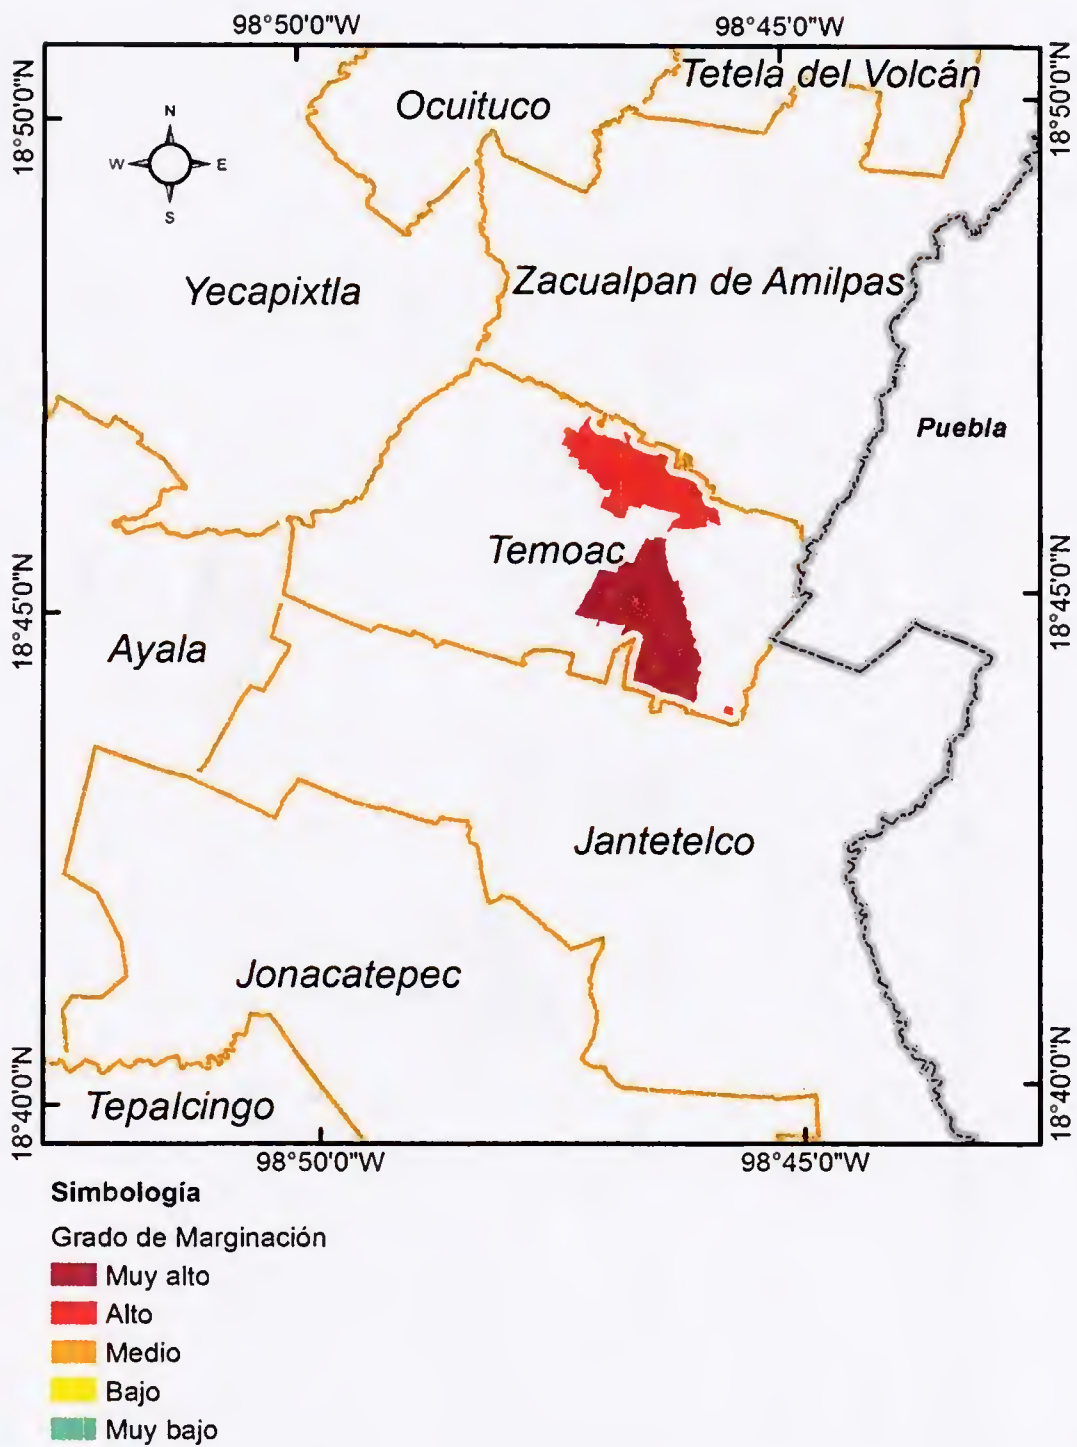 98°50'0"W
98°45'0"W
18°50'0"N
18°50'0"N
Tetela del Volcán
Ocuituco
N
W
E
S
Yecapixtla
Zacualpan de Amilpas
Puebla
Temoac
18°45'0"N
18°45'0"N
Ayala
Jantetelco
Jonacatepec
18°40'0"N
18°40'0"N
Tepalcingo
98°50'0"W
98°45'0"W
Simbología
Grado de Marginación
Muy alto
Alto
Medio
Bajo
Muy bajo